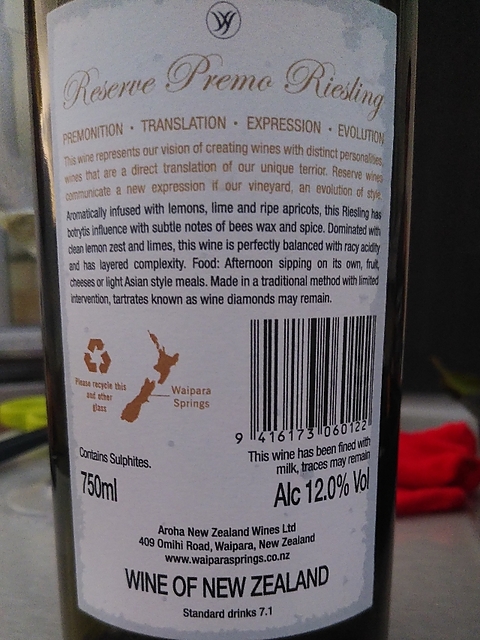 Reserve Premo Riesling
PREMONITION · TRANSLATION · EXPRESSION · EVOLUTION
This wine represents our vision of creating wines with distinct personalities,
wines that are a direct translation of our unique terrior. Reserve wines
communicate a new expression if our vineyard, an evolution of style.
Aromatically infused with lemons, lime and ripe apricots, this Riesling has
botrytis influence with subtle notes of bees wax and spice. Dominated with
clean lemon zest and limes, this wine is perfectly balanced with racy acidity
and has layered complexity. Food: Afternoon sipping on its own, fruit,
cheeses or light Asian style meals. Made in a traditional method with limited
intervention, tartrates known as wine diamonds may remain.
Please recycle this
and other
glass
Waipara
Springs
9 416173 060122
Contains Sulphites.
750ml
This wine has been fined with
milk, traces may remain
Alc 12.0% Vol
Aroha New Zealand Wines Ltd
409 Omihi Road, Waipara, New Zealand
www.waiparasprings.co.nz
WINE OF NEW ZEALAND
Standard drinks 7.1